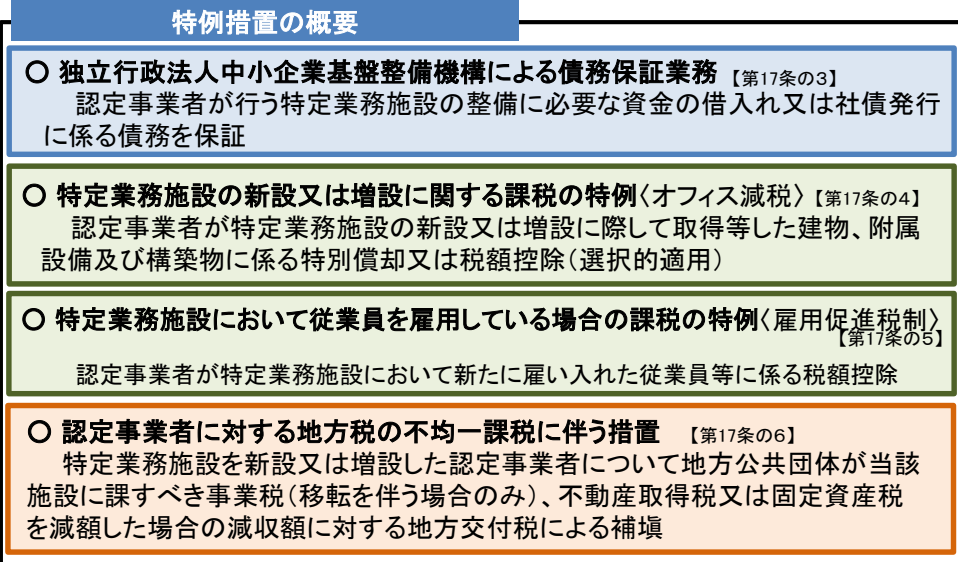 特例措置の概要
〇 独立行政法人中小企業基盤整備機構による債務保証業務 【第17条の3】
認定事業者が行う特定業務施設の整備に必要な資金の借入れ又は社債発行
に係る債務を保証
〇 特定業務施設の新設又は増設に関する課税の特例〈オフィス減税〉【第17条の4】
認定事業者が特定業務施設の新設又は増設に際して取得等した建物、附属
設備及び構築物に係る特別償却又は税額控除(選択的適用)
〇 特定業務施設において従業員を雇用している場合の課税の特例〈雇用促進税制〉
【第17条の5】
認定事業者が特定業務施設において新たに雇い入れた従業員等に係る税額控除
〇 認定事業者に対する地方税の不均一課税に伴う措置 【第17条の6】
特定業務施設を新設又は増設した認定事業者について地方公共団体が当該
施設に課すべき事業税(移転を伴う場合のみ)、不動産取得税又は固定資産税
を減額した場合の減収額に対する地方交付税による補塡